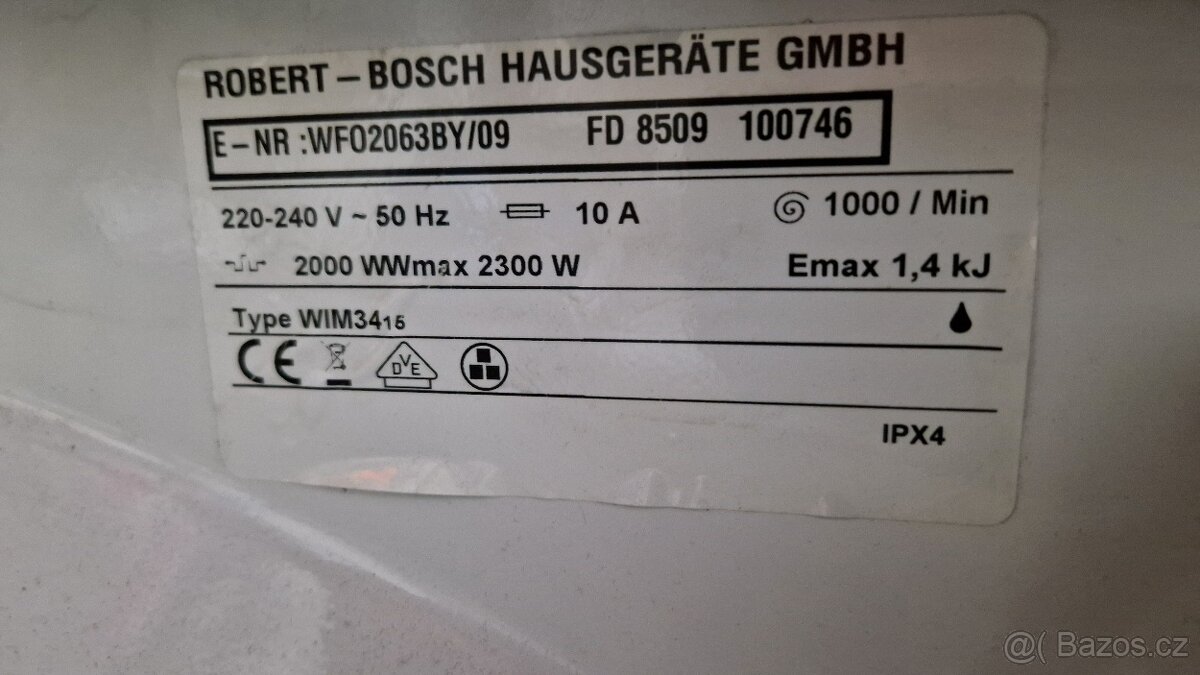 ROBERT – BOSCH HAUSGERÄTE GMBH
E – NR :WFO2063BY/09 FD 8509 100746
220-240 V ~ 50 Hz 10 A 1000 / Min
2000 WWmax 2300 W Emax 1,4 kJ
Type WIM3415
CE DVE
IPX4
@( Bazos.cz